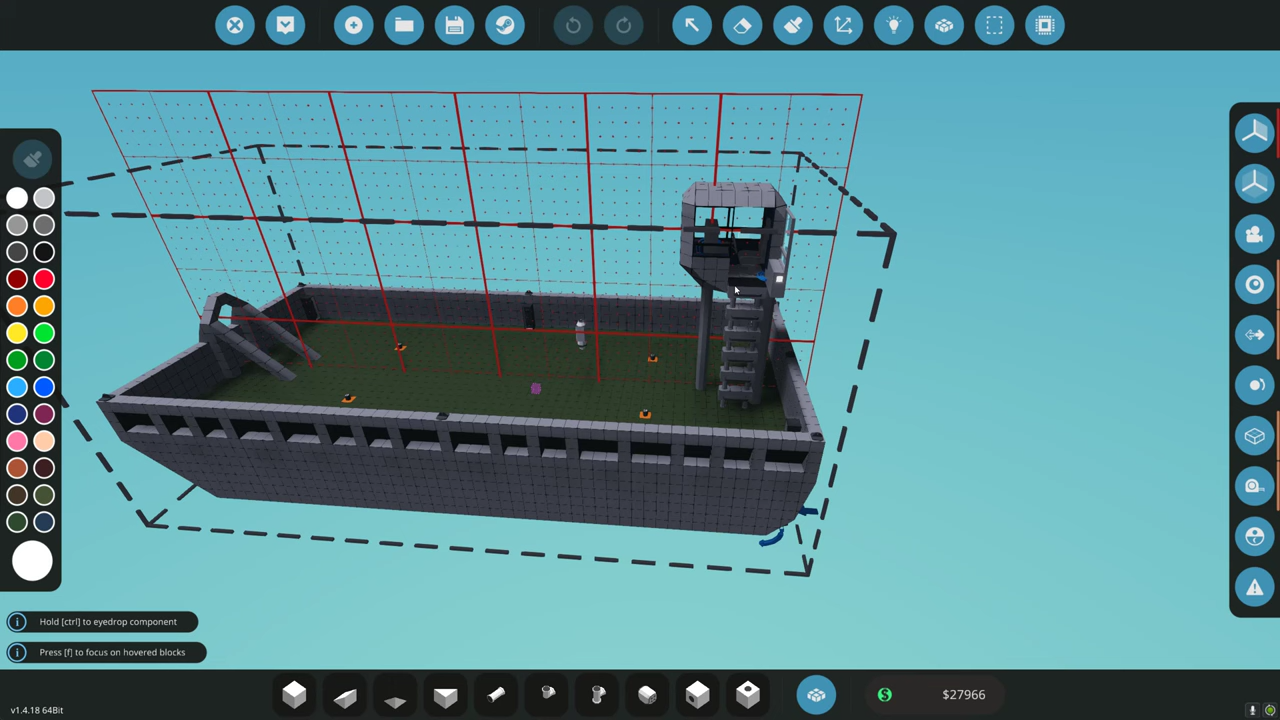 Hold [ctrl] to eyedrop component
Press [f] to focus on hovered blocks
$27966
v1.4.18 64Bit